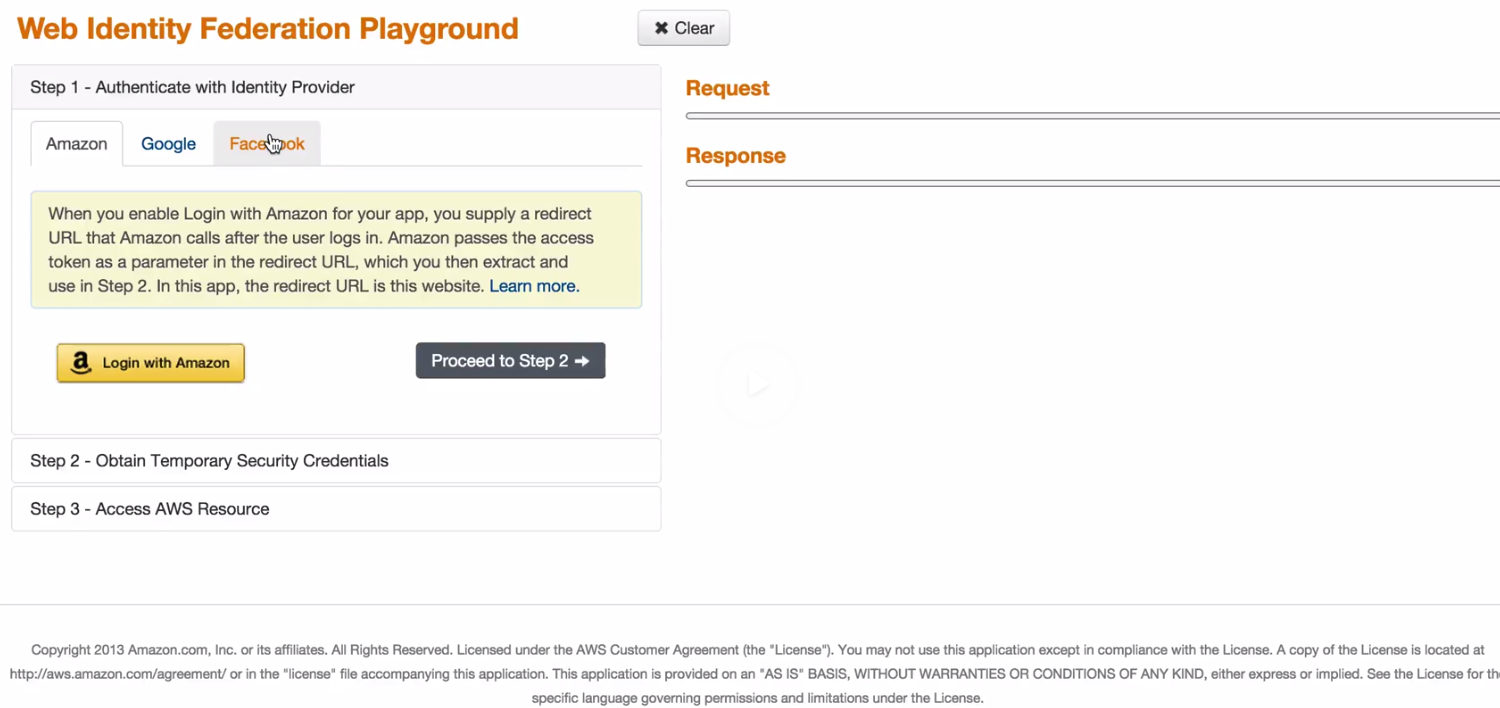 Web Identity Federation Playground
✖ Clear
Step 1 - Authenticate with Identity Provider
Amazon
Google
Facebook
When you enable Login with Amazon for your app, you supply a redirect
URL that Amazon calls after the user logs in. Amazon passes the access
token as a parameter in the redirect URL, which you then extract and
use in Step 2. In this app, the redirect URL is this website. Learn more.
a Login with Amazon
Proceed to Step 2 ➔
Step 2 - Obtain Temporary Security Credentials
Step 3 - Access AWS Resource
Request
Response
Copyright 2013 Amazon.com, Inc. or its affiliates. All Rights Reserved. Licensed under the AWS Customer Agreement (the "License"). You may not use this application except in compliance with the License. A copy of the License is located at
http://aws.amazon.com/agreement/ or in the "license" file accompanying this application. This application is provided on an "AS IS" BASIS, WITHOUT WARRANTIES OR CONDITIONS OF ANY KIND, either express or implied. See the License for
specific language governing permissions and limitations under the License.